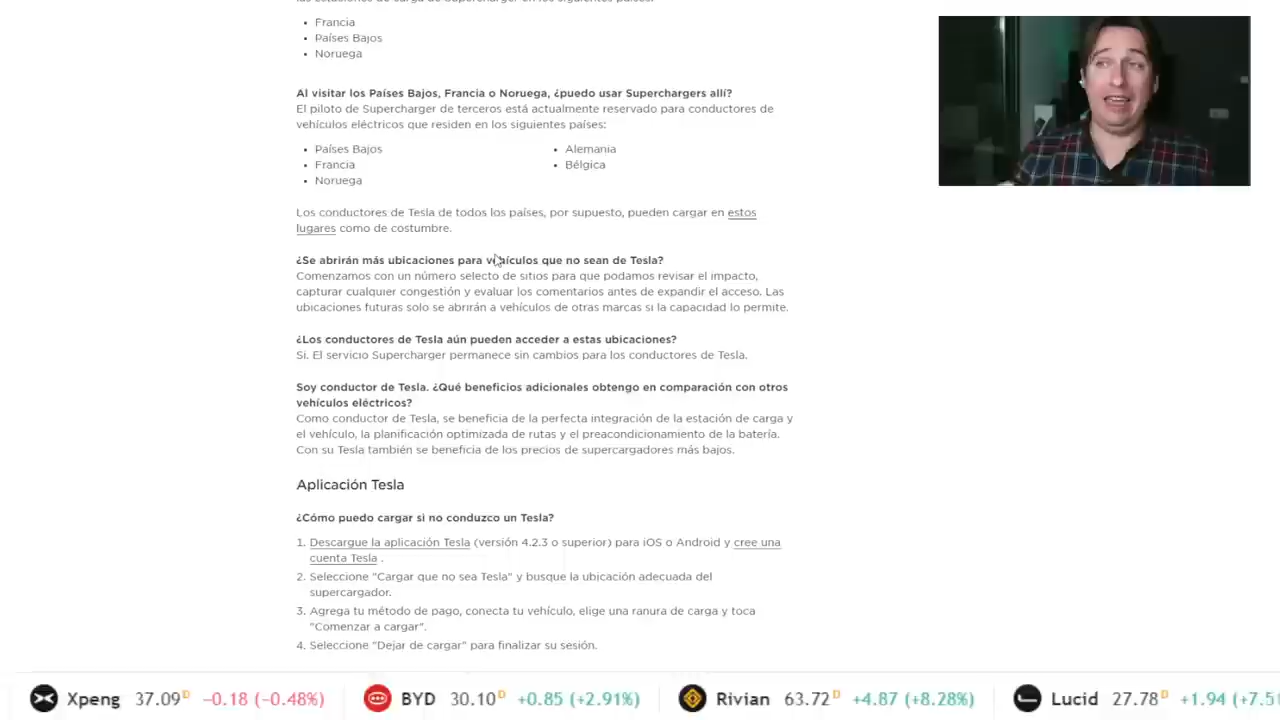 las estaciones de carga de Supercharger en los siguientes países:
Francia
Países Bajos
Noruega
Al visitar los Países Bajos, Francia o Noruega, ¿puedo usar Superchargers allí?
El piloto de Supercharger de terceros está actualmente reservado para conductores de
vehículos eléctricos que residen en los siguientes países:
Países Bajos
Francia
Noruega
Alemania
Bélgica
Los conductores de Tesla de todos los países, por supuesto, pueden cargar en estos
lugares como de costumbre.
¿Se abrirán más ubicaciones para vehículos que no sean de Tesla?
Comenzamos con un número selecto de sitios para que podamos revisar el impacto,
capturar cualquier congestión y evaluar los comentarios antes de expandir el acceso. Las
ubicaciones futuras solo se abrirán a vehículos de otras marcas si la capacidad lo permite.
¿Los conductores de Tesla aún pueden acceder a estas ubicaciones?
Si. El servicio Supercharger permanece sin cambios para los conductores de Tesla.
Soy conductor de Tesla. ¿Qué beneficios adicionales obtengo en comparación con otros
vehículos eléctricos?
Como conductor de Tesla, se beneficia de la perfecta integración de la estación de carga y
el vehículo, la planificación optimizada de rutas y el preacondicionamiento de la batería.
Con su Tesla también se beneficia de los precios de supercargadores más bajos.
Aplicación Tesla
¿Cómo puedo cargar si no conduzco un Tesla?
1. Descargue la aplicación Tesla (versión 4.2.3 o superior) para iOS o Android y cree una
cuenta Tesla .
2. Seleccione "Cargar que no sea Tesla" y busque la ubicación adecuada del
supercargador.
3. Agrega tu método de pago, conecta tu vehículo, elige una ranura de carga y toca
"Comenzar a cargar".
4. Seleccione "Dejar de cargar" para finalizar su sesión.
Xpeng 37.09 D −0.18 (−0.48%) BYD 30.10 D +0.85 (+2.91%) Rivian 63.72 D +4.87 (+8.28%) Lucid 27.78 D +1.94 (+7.51